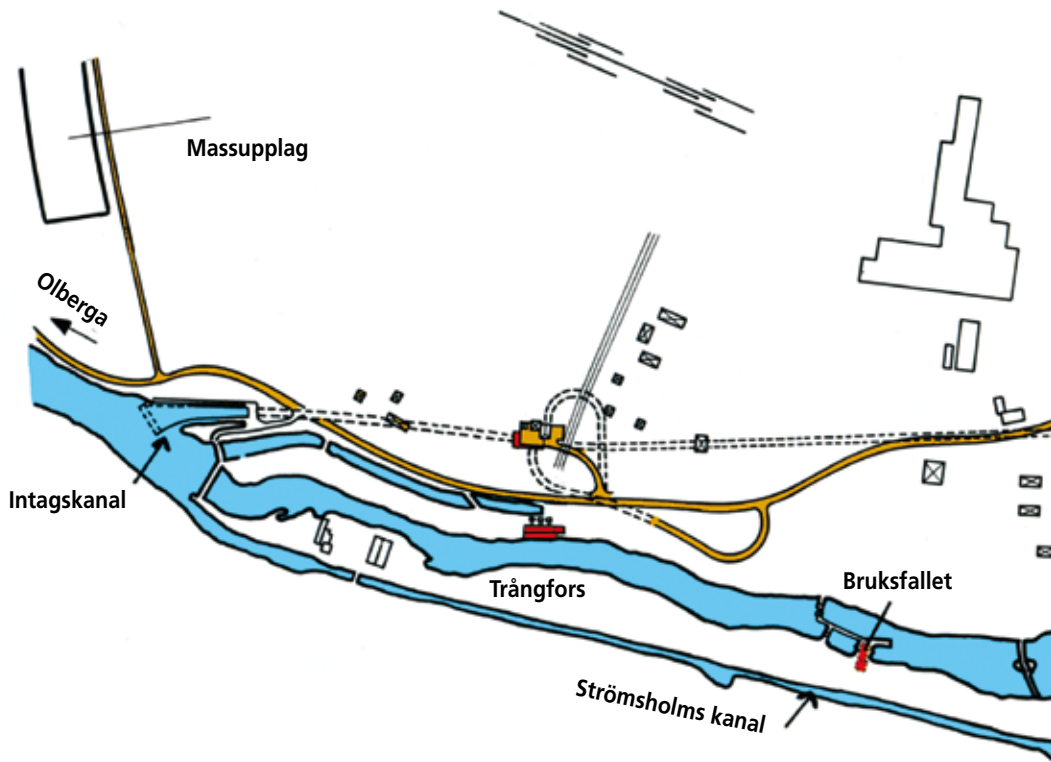 Massupplag
Olberga
Intagskanal
Trångfors
Bruksfallet
Strömsholms kanal